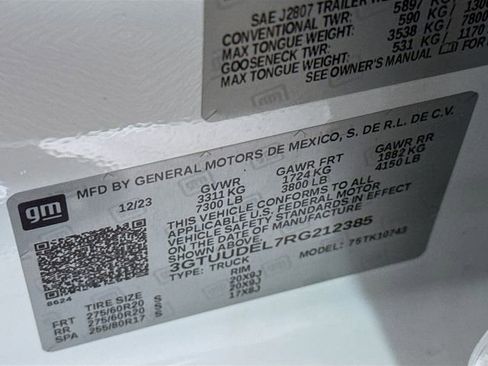 SAE J2807 TRAILER
CONVENTIONAL TWR: 5897 KG
MAX TONGUE WEIGHT: 590 KG
GOOSENECK TWR: 3538 KG
MAX TONGUE WEIGHT: 531 KG
SEE OWNER'S MANUAL
gm
MFD BY GENERAL MOTORS DE MEXICO, S. DE R.L. DE C.V.
12/23 GVWR GAWR FRT GAWR RR
3311 KG 1724 KG 1882 KG
7300 LB 3800 LB 4150 LB
THIS VEHICLE CONFORMS TO ALL
APPLICABLE U.S. FEDERAL MOTOR
VEHICLE SAFETY STANDARDS IN EFFECT
ON THE DATE OF MANUFACTURE
SHOWN ABOVE.
3GTUUDEL7RG212385
TYPE: TRUCK MODEL: 75TK10743
8624
TIRE SIZE RIM
FRT 275/60R20 S 20X9J
RR 275/60R20 S 20X9J
SPA 255/80R17 S 17X8J